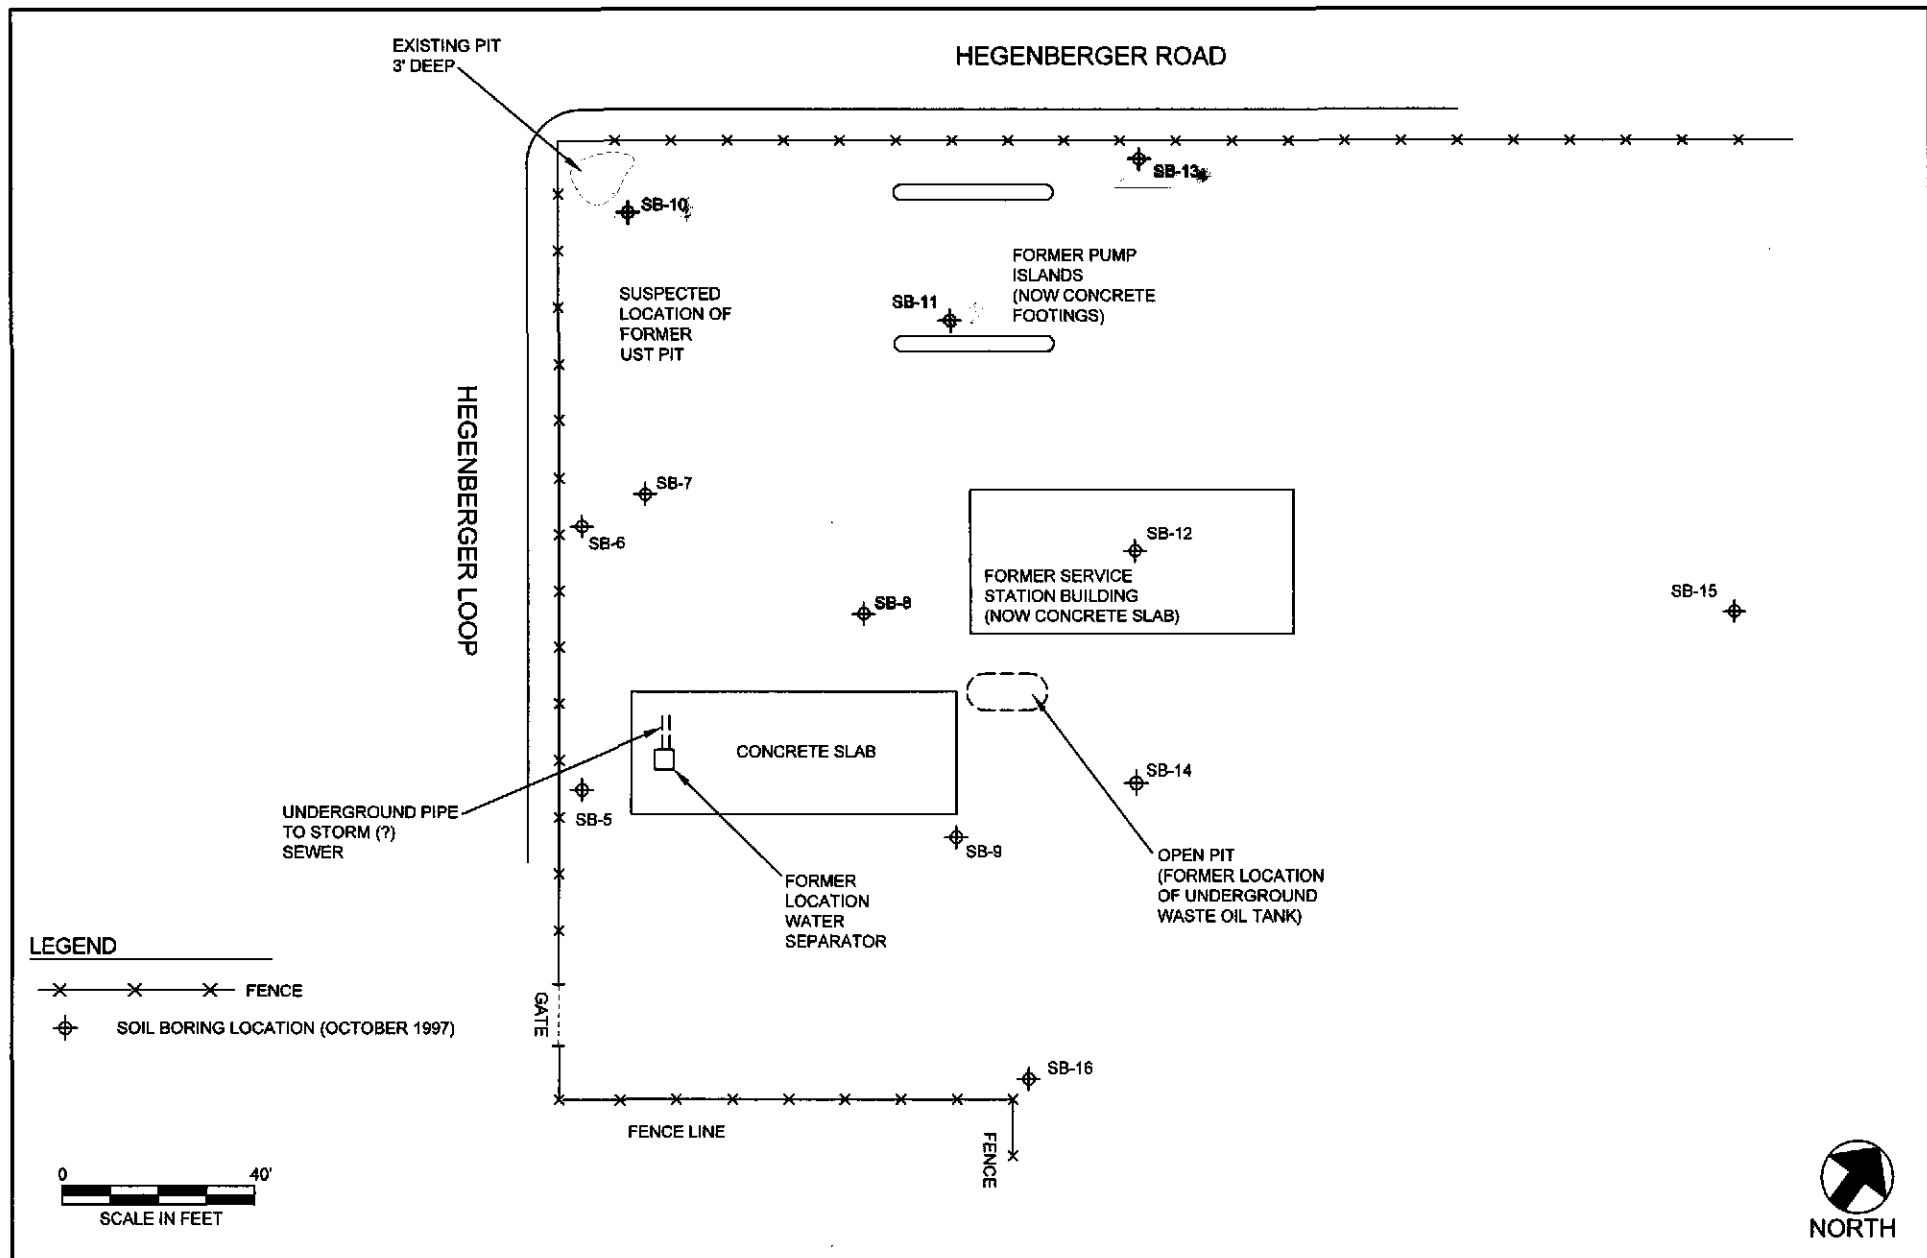 EXISTING PIT
3' DEEP
HEGENBERGER ROAD
SB-13
SB-10
FORMER PUMP
ISLANDS
(NOW CONCRETE
FOOTINGS)
SUSPECTED
LOCATION OF
FORMER
UST PIT
SB-11
HEGENBERGER LOOP
SB-7
SB-6
SB-12
FORMER SERVICE
STATION BUILDING
(NOW CONCRETE SLAB)
SB-15
SB-8
CONCRETE SLAB
SB-14
UNDERGROUND PIPE
TO STORM (?)
SEWER
SB-5
SB-9
OPEN PIT
(FORMER LOCATION
OF UNDERGROUND
WASTE OIL TANK)
FORMER
LOCATION
WATER
SEPARATOR
LEGEND
FENCE
SOIL BORING LOCATION (OCTOBER 1997)
GATE
SB-16
FENCE LINE
FENCE
0 40'
SCALE IN FEET
NORTH